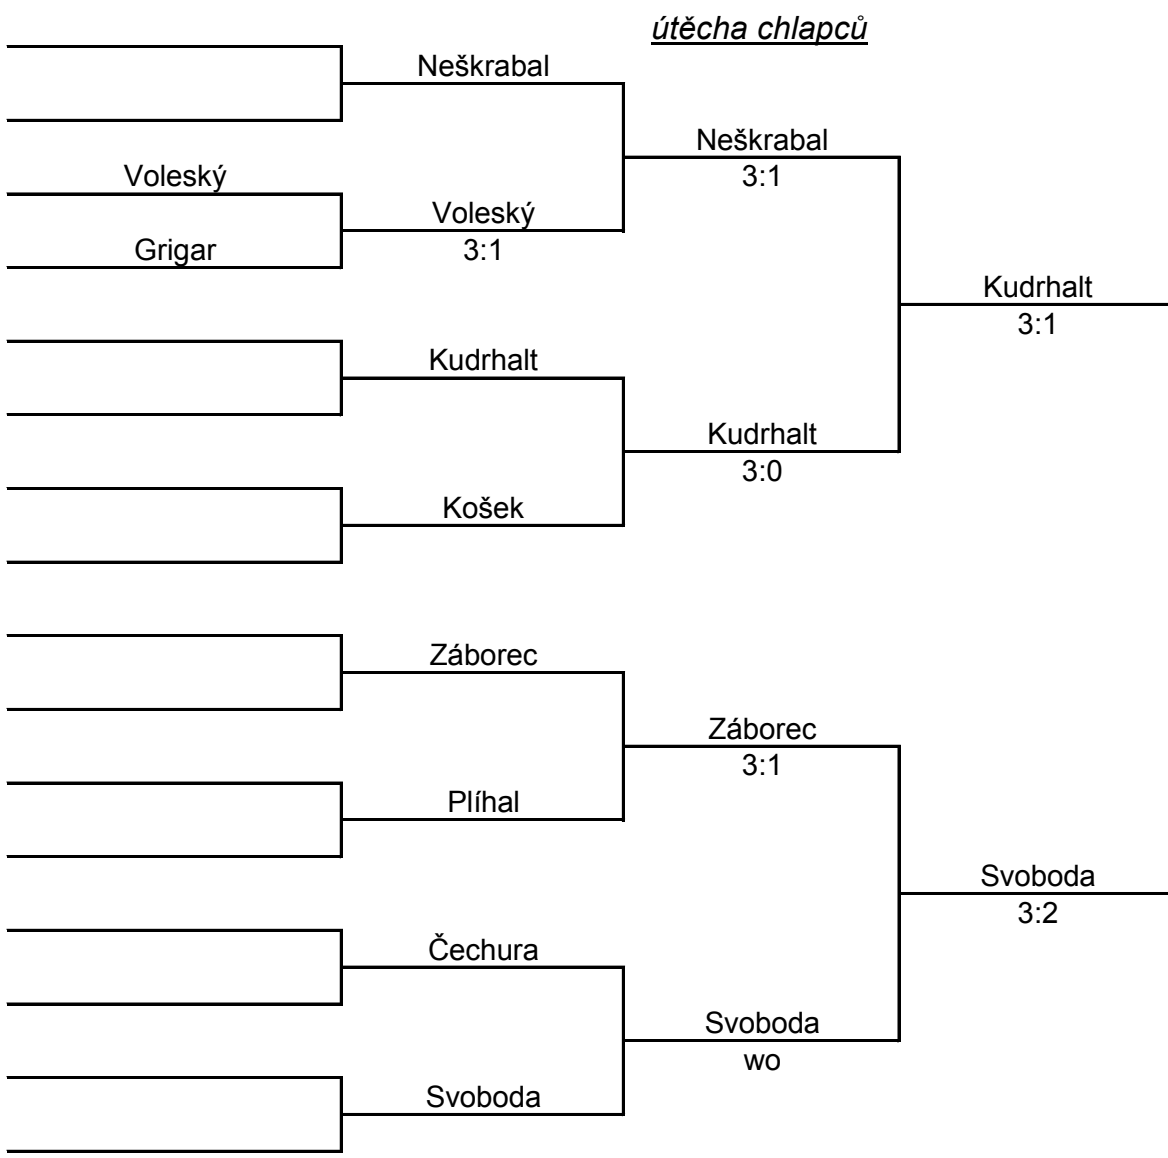 útěcha chlapců
Neškrabal
Neškrabal
3:1
Voleský
Voleský
3:1
Grigar
Kudrhalt
3:1
Kudrhalt
Kudrhalt
3:0
Košek
Záborec
Záborec
3:1
Plíhal
Svoboda
3:2
Čechura
Svoboda
wo
Svoboda